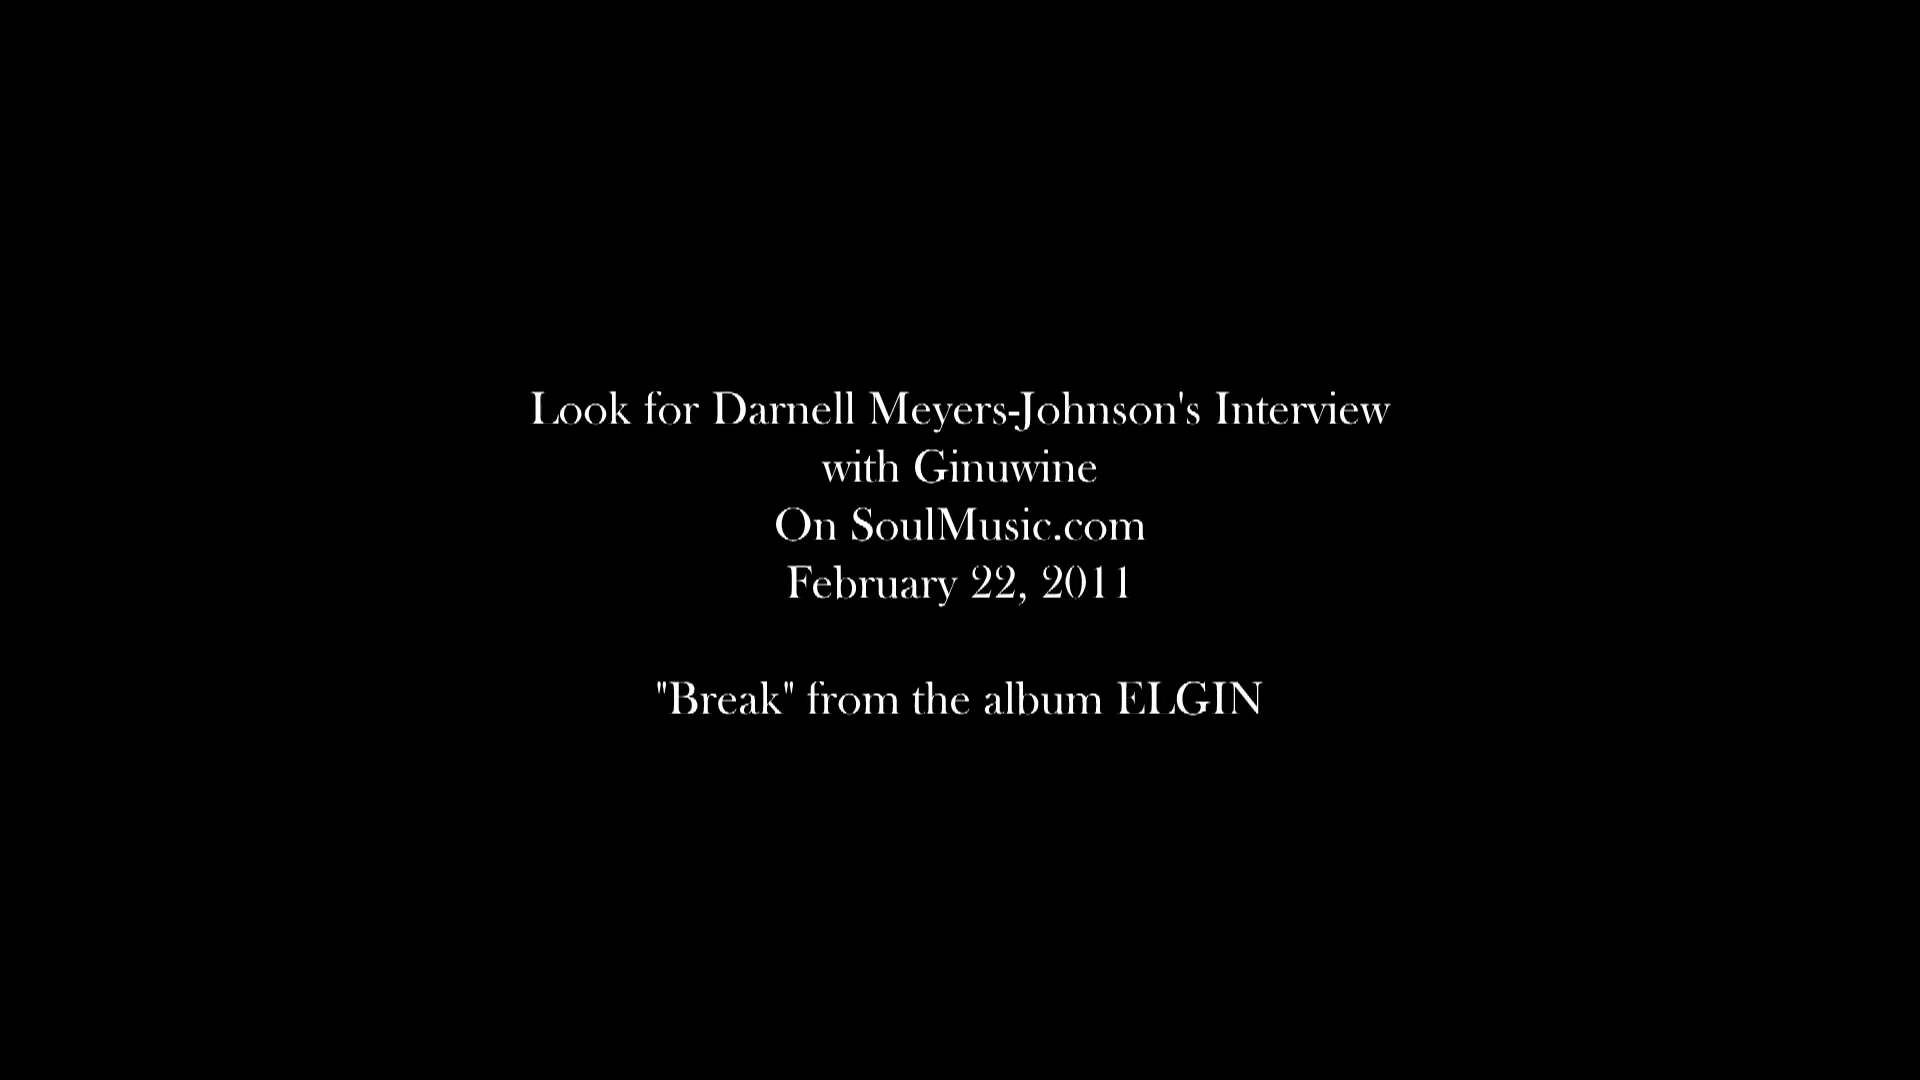 Look for Darnell Meyers-Johnson's Interview
with Ginuwine
On SoulMusic.com
February 22, 2011
"Break" from the album ELGIN